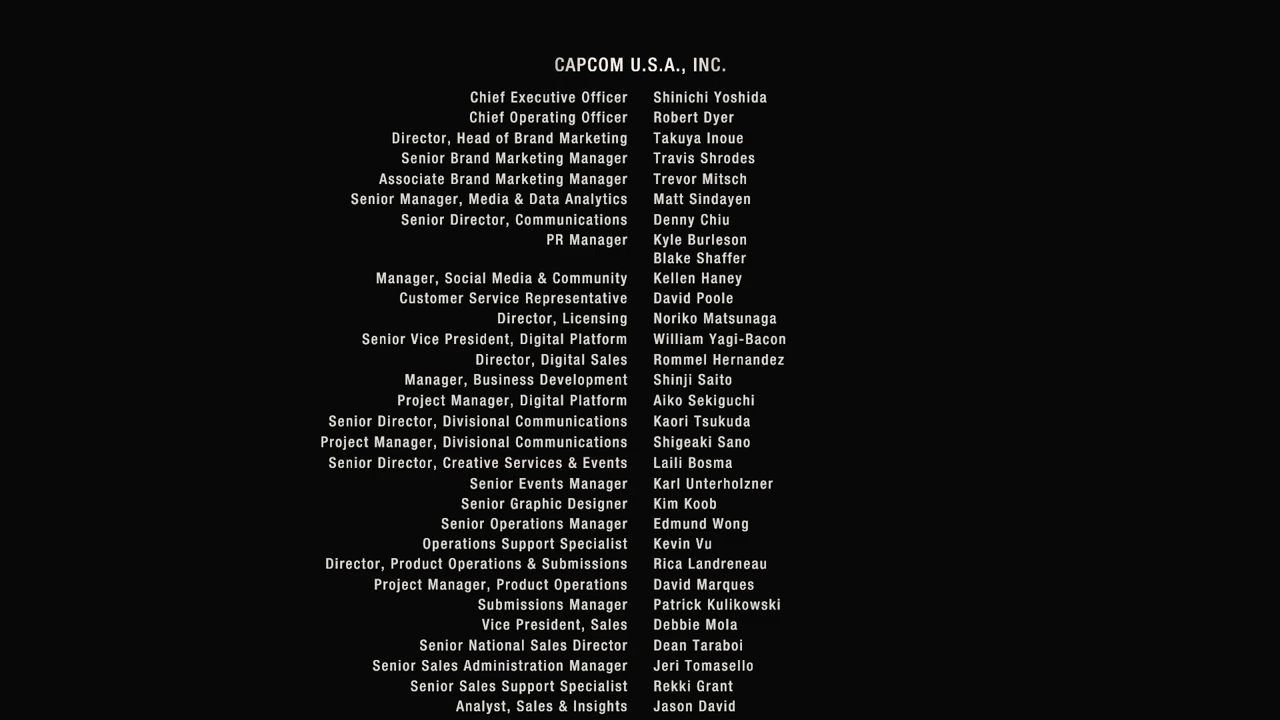 CAPCOM U.S.A., INC.
Chief Executive Officer Shinichi Yoshida
Chief Operating Officer Robert Dyer
Director, Head of Brand Marketing Takuya Inoue
Senior Brand Marketing Manager Travis Shrodes
Associate Brand Marketing Manager Trevor Mitsch
Senior Manager, Media & Data Analytics Matt Sindayen
Senior Director, Communications Denny Chiu
PR Manager Kyle Burleson
Blake Shaffer
Manager, Social Media & Community Kellen Haney
Customer Service Representative David Poole
Director, Licensing Noriko Matsunaga
Senior Vice President, Digital Platform William Yagi-Bacon
Director, Digital Sales Rommel Hernandez
Manager, Business Development Shinji Saito
Project Manager, Digital Platform Aiko Sekiguchi
Senior Director, Divisional Communications Kaori Tsukuda
Project Manager, Divisional Communications Shigeaki Sano
Senior Director, Creative Services & Events Laili Bosma
Senior Events Manager Karl Unterholzner
Senior Graphic Designer Kim Koob
Senior Operations Manager Edmund Wong
Operations Support Specialist Kevin Vu
Director, Product Operations & Submissions Rica Landreneau
Project Manager, Product Operations David Marques
Submissions Manager Patrick Kulikowski
Vice President, Sales Debbie Mola
Senior National Sales Director Dean Taraboi
Senior Sales Administration Manager Jeri Tomasello
Senior Sales Support Specialist Rekki Grant
Analyst, Sales & Insights Jason David